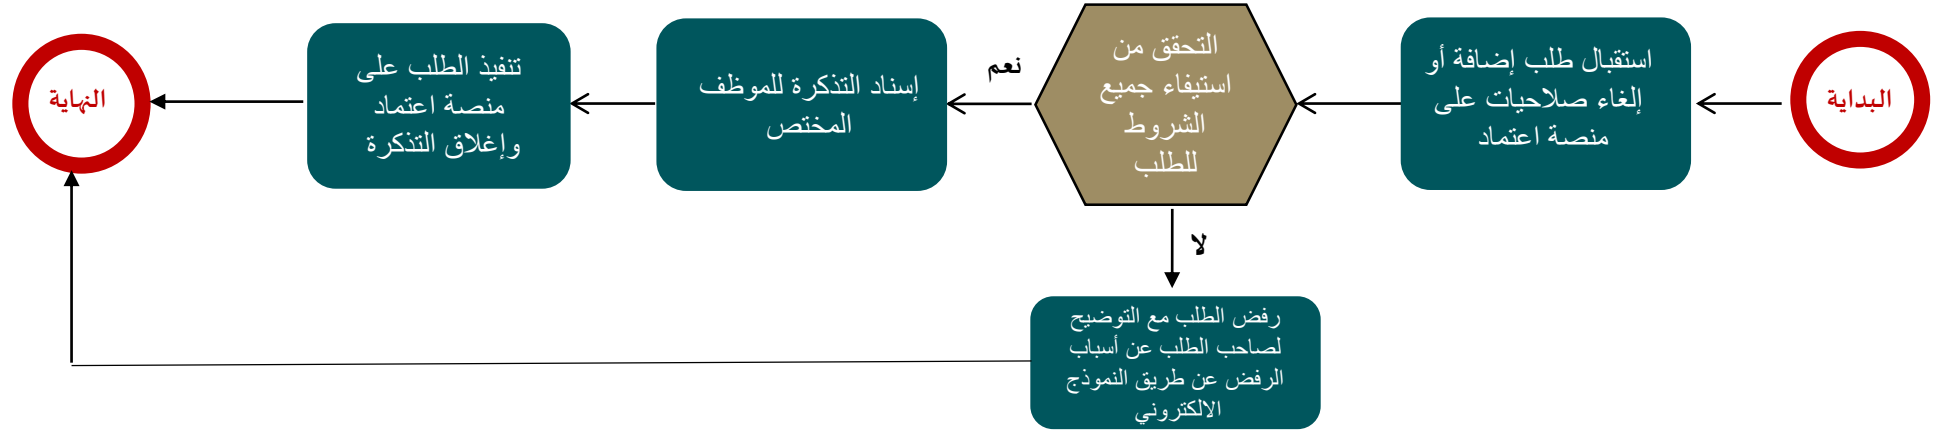 البداية
استقبال طلب إضافة أو
إلغاء صلاحيات على
منصة اعتماد
التحقق من
استيفاء جميع
الشروط
للطلب
نعم
إسناد التذكرة للموظف
المختص
تنفيذ الطلب على
منصة اعتماد
وإغلاق التذكرة
النهاية
لا
رفض الطلب مع التوضيح
لصاحب الطلب عن أسباب
الرفض عن طريق النموذج
الالكتروني